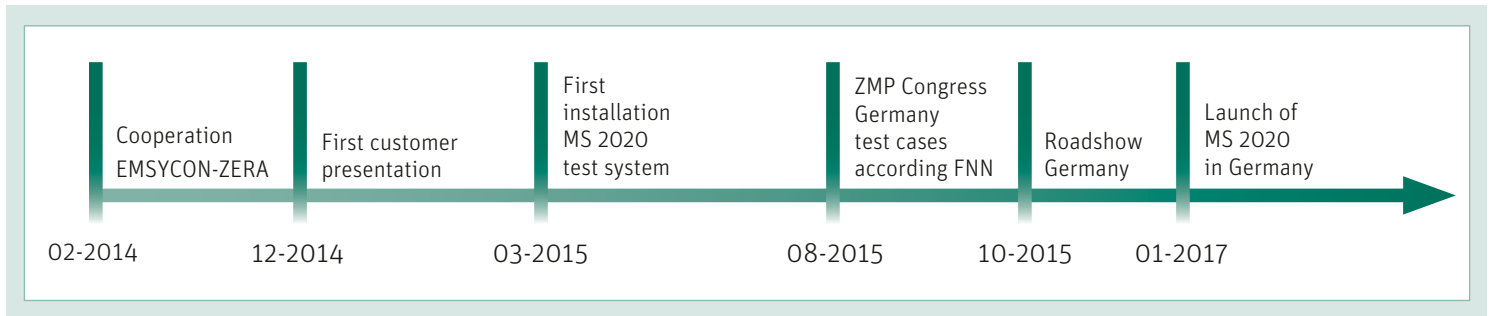 Cooperation
EMSYCON-ZERA
First customer
presentation
First
installation
MS 2020
test system
ZMP Congress
Germany
test cases
according FNN
Roadshow
Germany
Launch of
MS 2020
in Germany
02-2014
12-2014
03-2015
08-2015
10-2015
01-2017